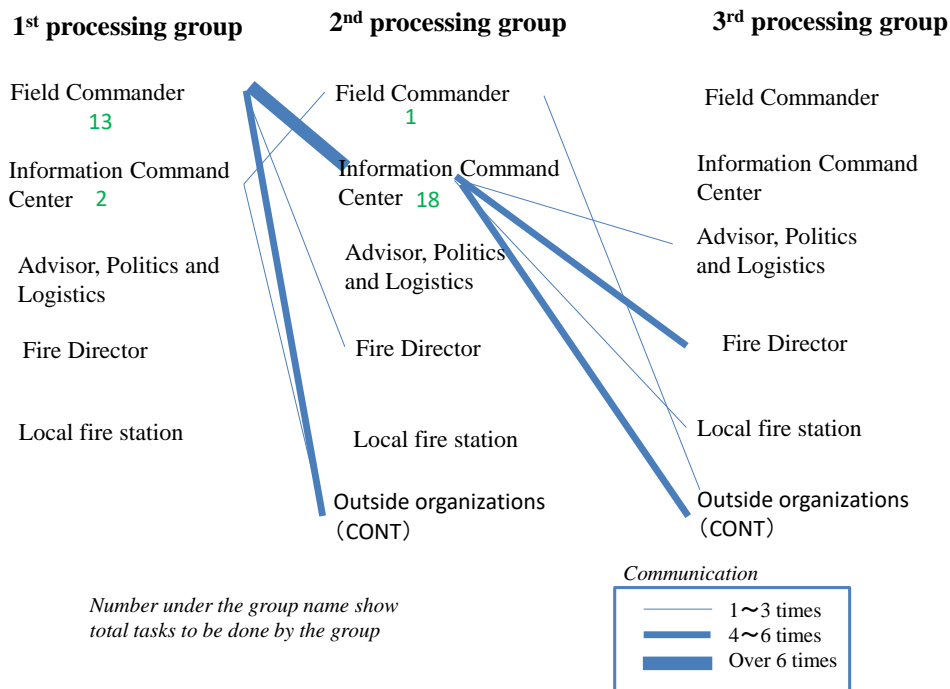 1st processing group
Field Commander
13
Information Command
Center 2
Advisor, Politics and
Logistics
Fire Director
Local fire station
2nd processing group
Field Commander
1
Information Command
Center 18
Advisor, Politics
and Logistics
Fire Director
Local fire station
Outside organizations
（CONT）
3rd processing group
Field Commander
Information Command
Center
Advisor, Politics
and Logistics
Fire Director
Local fire station
Outside organizations
（CONT）
Number under the group name show
total tasks to be done by the group
Communication
1～3 times
4～6 times
Over 6 times